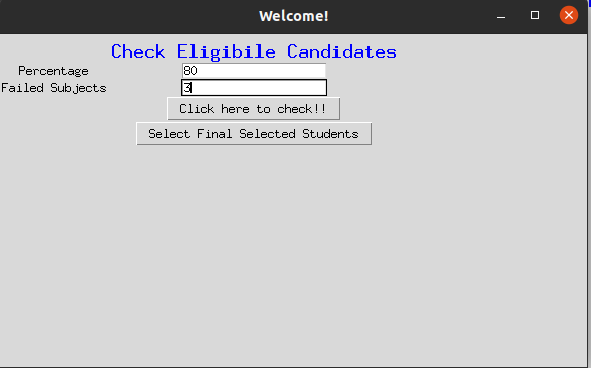 Welcome!
Check Eligibile Candidates
Percentage 80
Failed Subjects 3
Click here to check!!
Select Final Selected Students